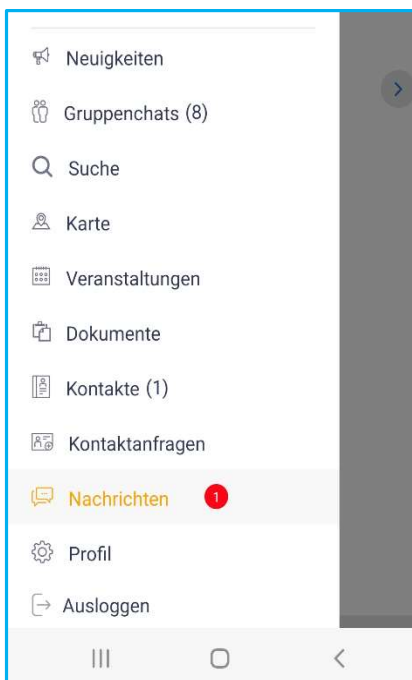 Neuigkeiten
Gruppenchats (8)
Suche
Karte
Veranstaltungen
Dokumente
Kontakte (1)
Kontaktanfragen
Nachrichten 1
Profil
Ausloggen